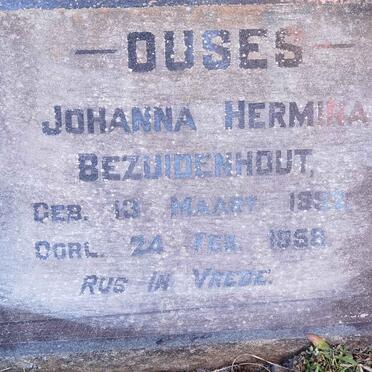 — OUSES —
JOHANNA HERMINA
BEZUIDENHOUT,
GEB. 13 MAART
OORL. 24 FEB. 1958.
RUS IN VREDE.